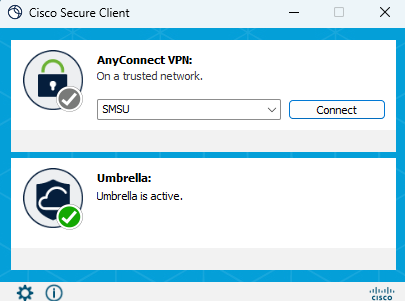 Cisco Secure Client
AnyConnect VPN:
On a trusted network.
SMSU
Connect
Umbrella:
Umbrella is active.
CISCO